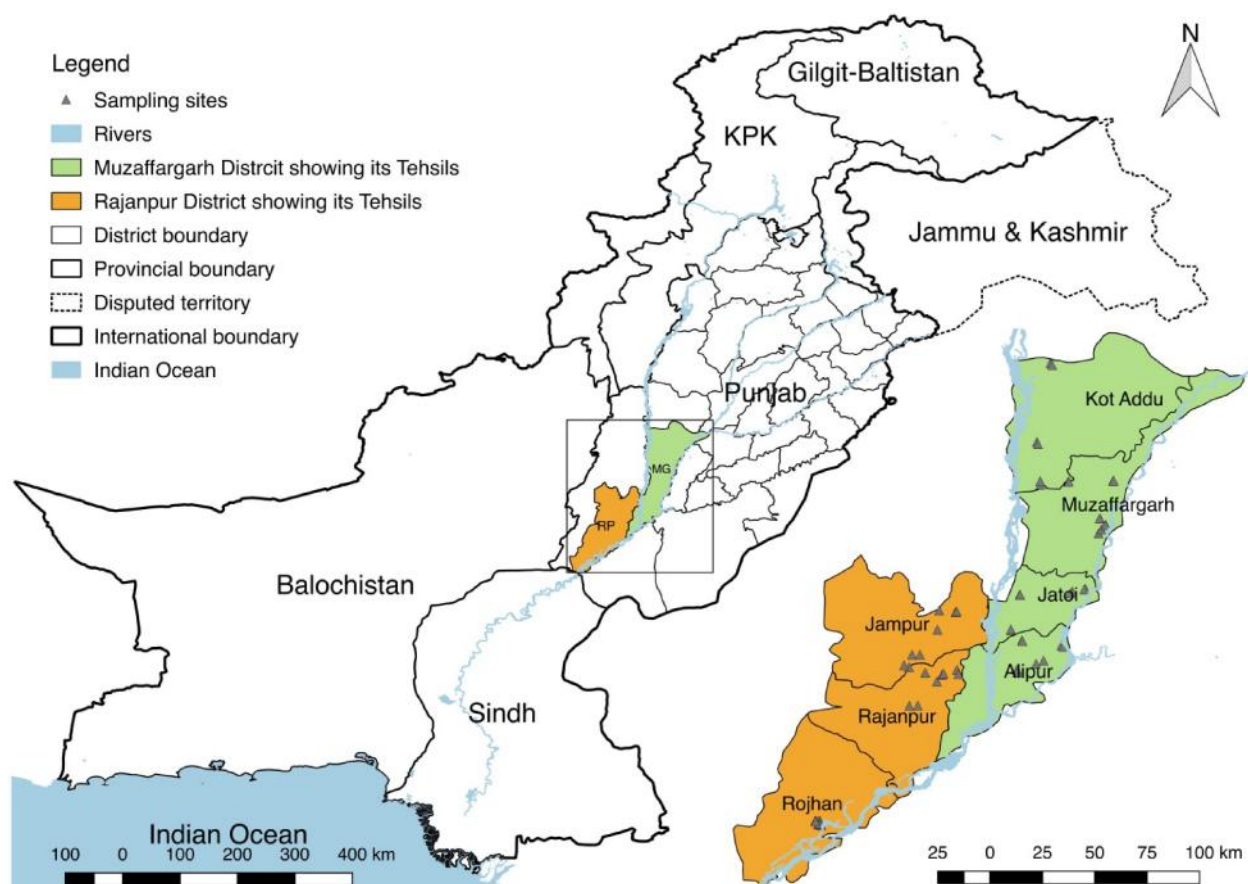 Legend
Sampling sites
Rivers
Muzaffargarh Distrcit showing its Tehsils
Rajanpur District showing its Tehsils
District boundary
Provincial boundary
Disputed territory
International boundary
Indian Ocean
N
Gilgit-Baltistan
KPK
Jammu & Kashmir
Punjab
MG
RP
Balochistan
Sindh
Indian Ocean
Kot Addu
Muzaffargarh
Jatoi
Jampur
Alipur
Rajanpur
Rojhan
100 0 100 200 300 400 km
25 0 25 50 75 100 km